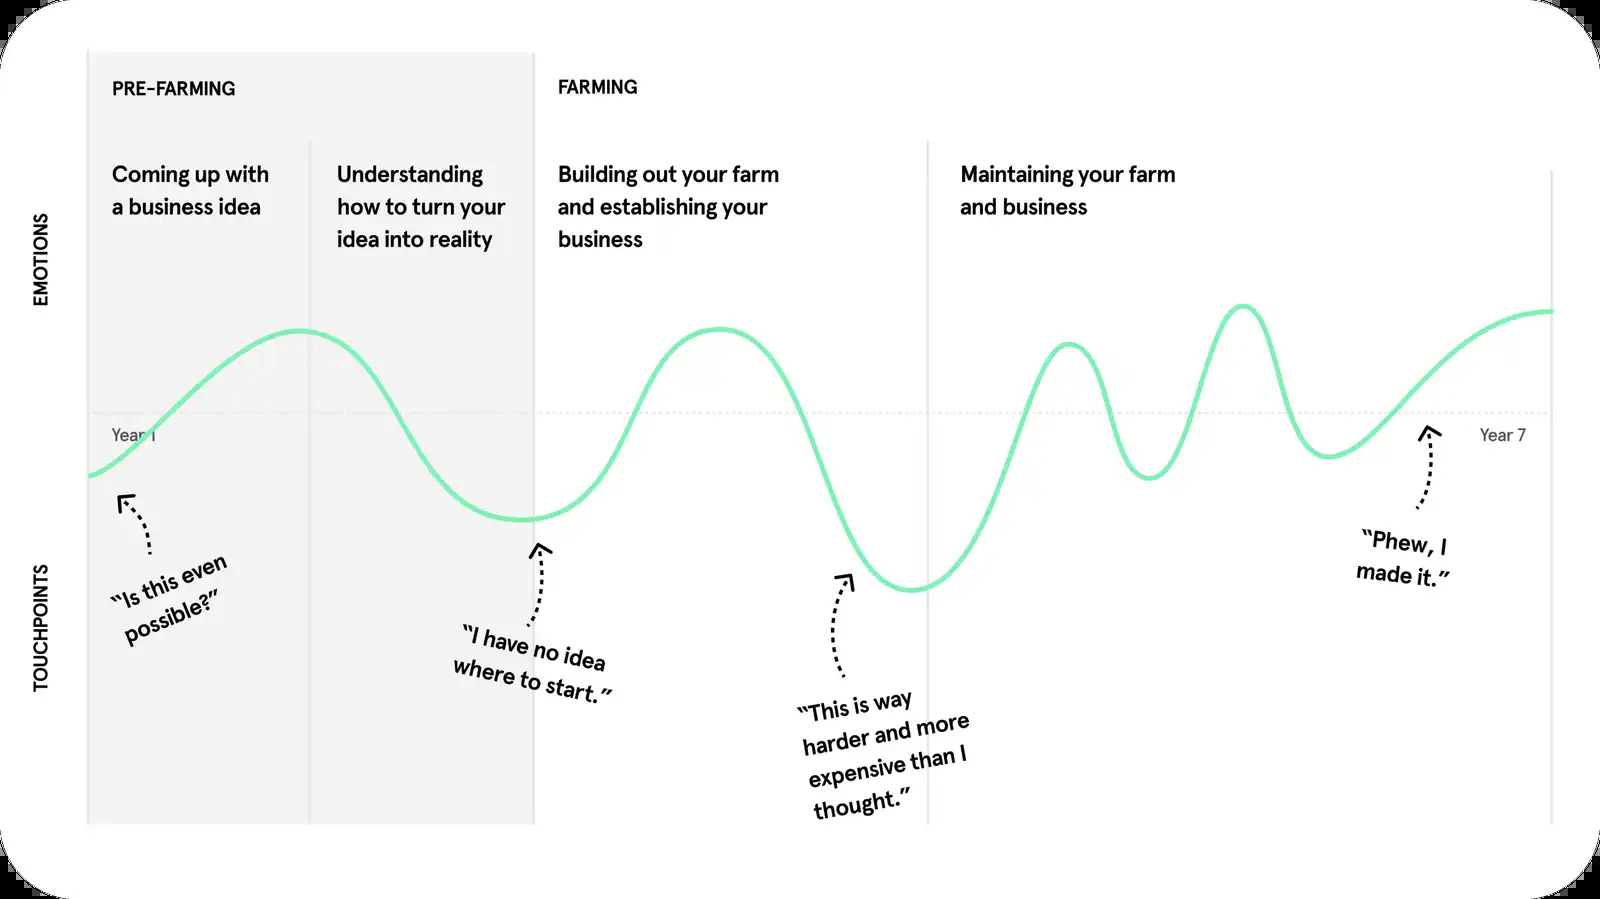 PRE-FARMING
FARMING
Coming up with
a business idea
Understanding
how to turn your
idea into reality
Building out your farm
and establishing your
business
Maintaining your farm
and business
EMOTIONS
Year 1
Year 7
TOUCHPOINTS
“Is this even
possible?”
“I have no idea
where to start.”
“This is way
harder and more
expensive than I
thought.”
“Phew, I
made it.”